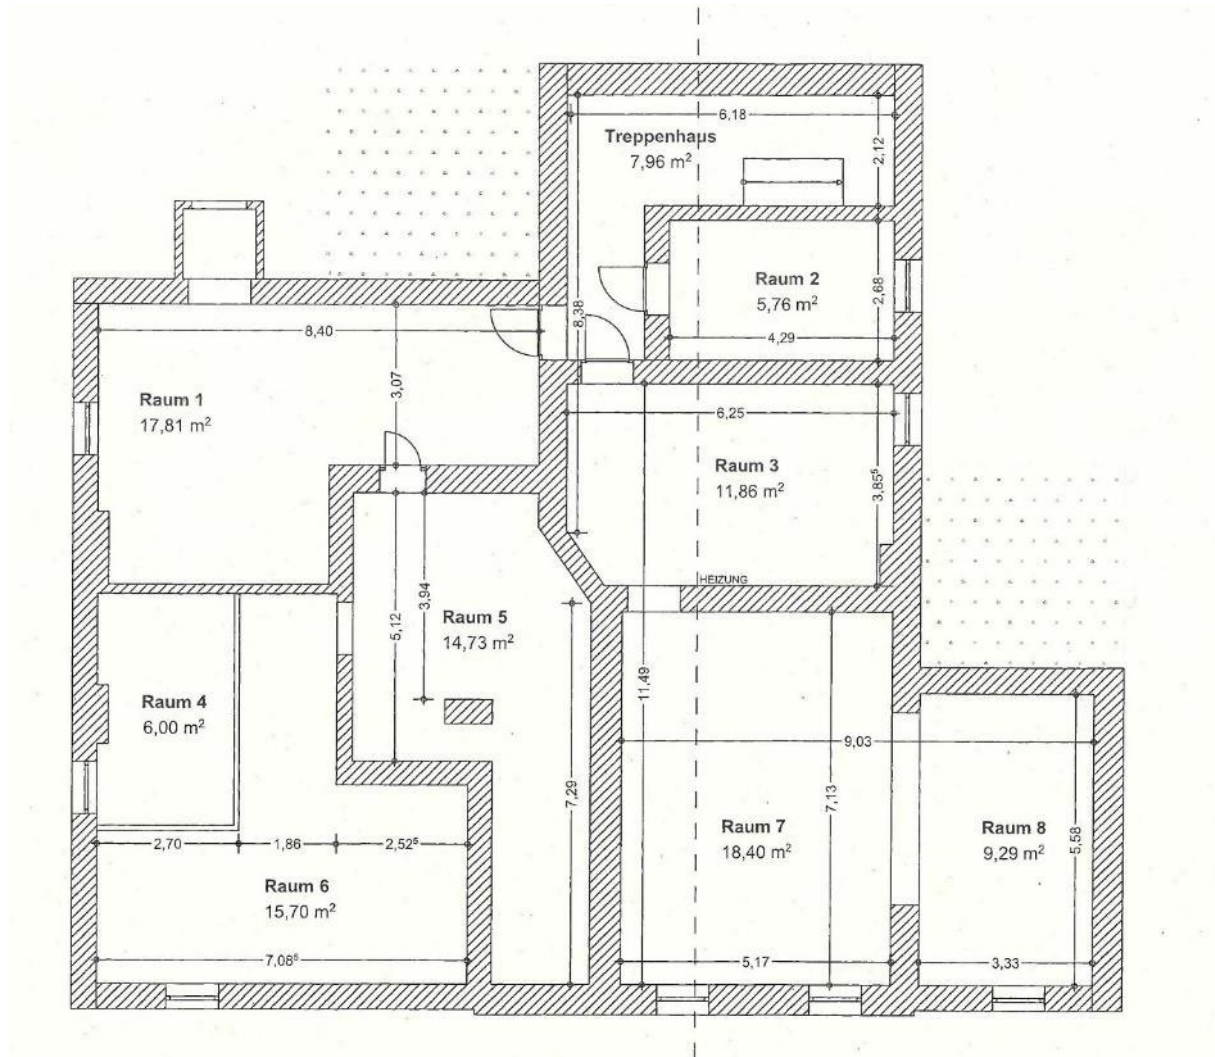 6,18
Treppenhaus
7,96 m²
2,12
Raum 2
5,76 m²
2,68
8,38
8,40
4,29
3,07
Raum 1
17,81 m²
6,25
Raum 3
11,86 m²
3,85⁵
HEIZUNG
3,94
5,12
Raum 5
14,73 m²
11,49
Raum 4
6,00 m²
9,03
7,29
7,13
Raum 7
18,40 m²
Raum 8
9,29 m²
5,58
2,70
1,86
2,52⁵
Raum 6
15,70 m²
7,08⁵
5,17
3,33